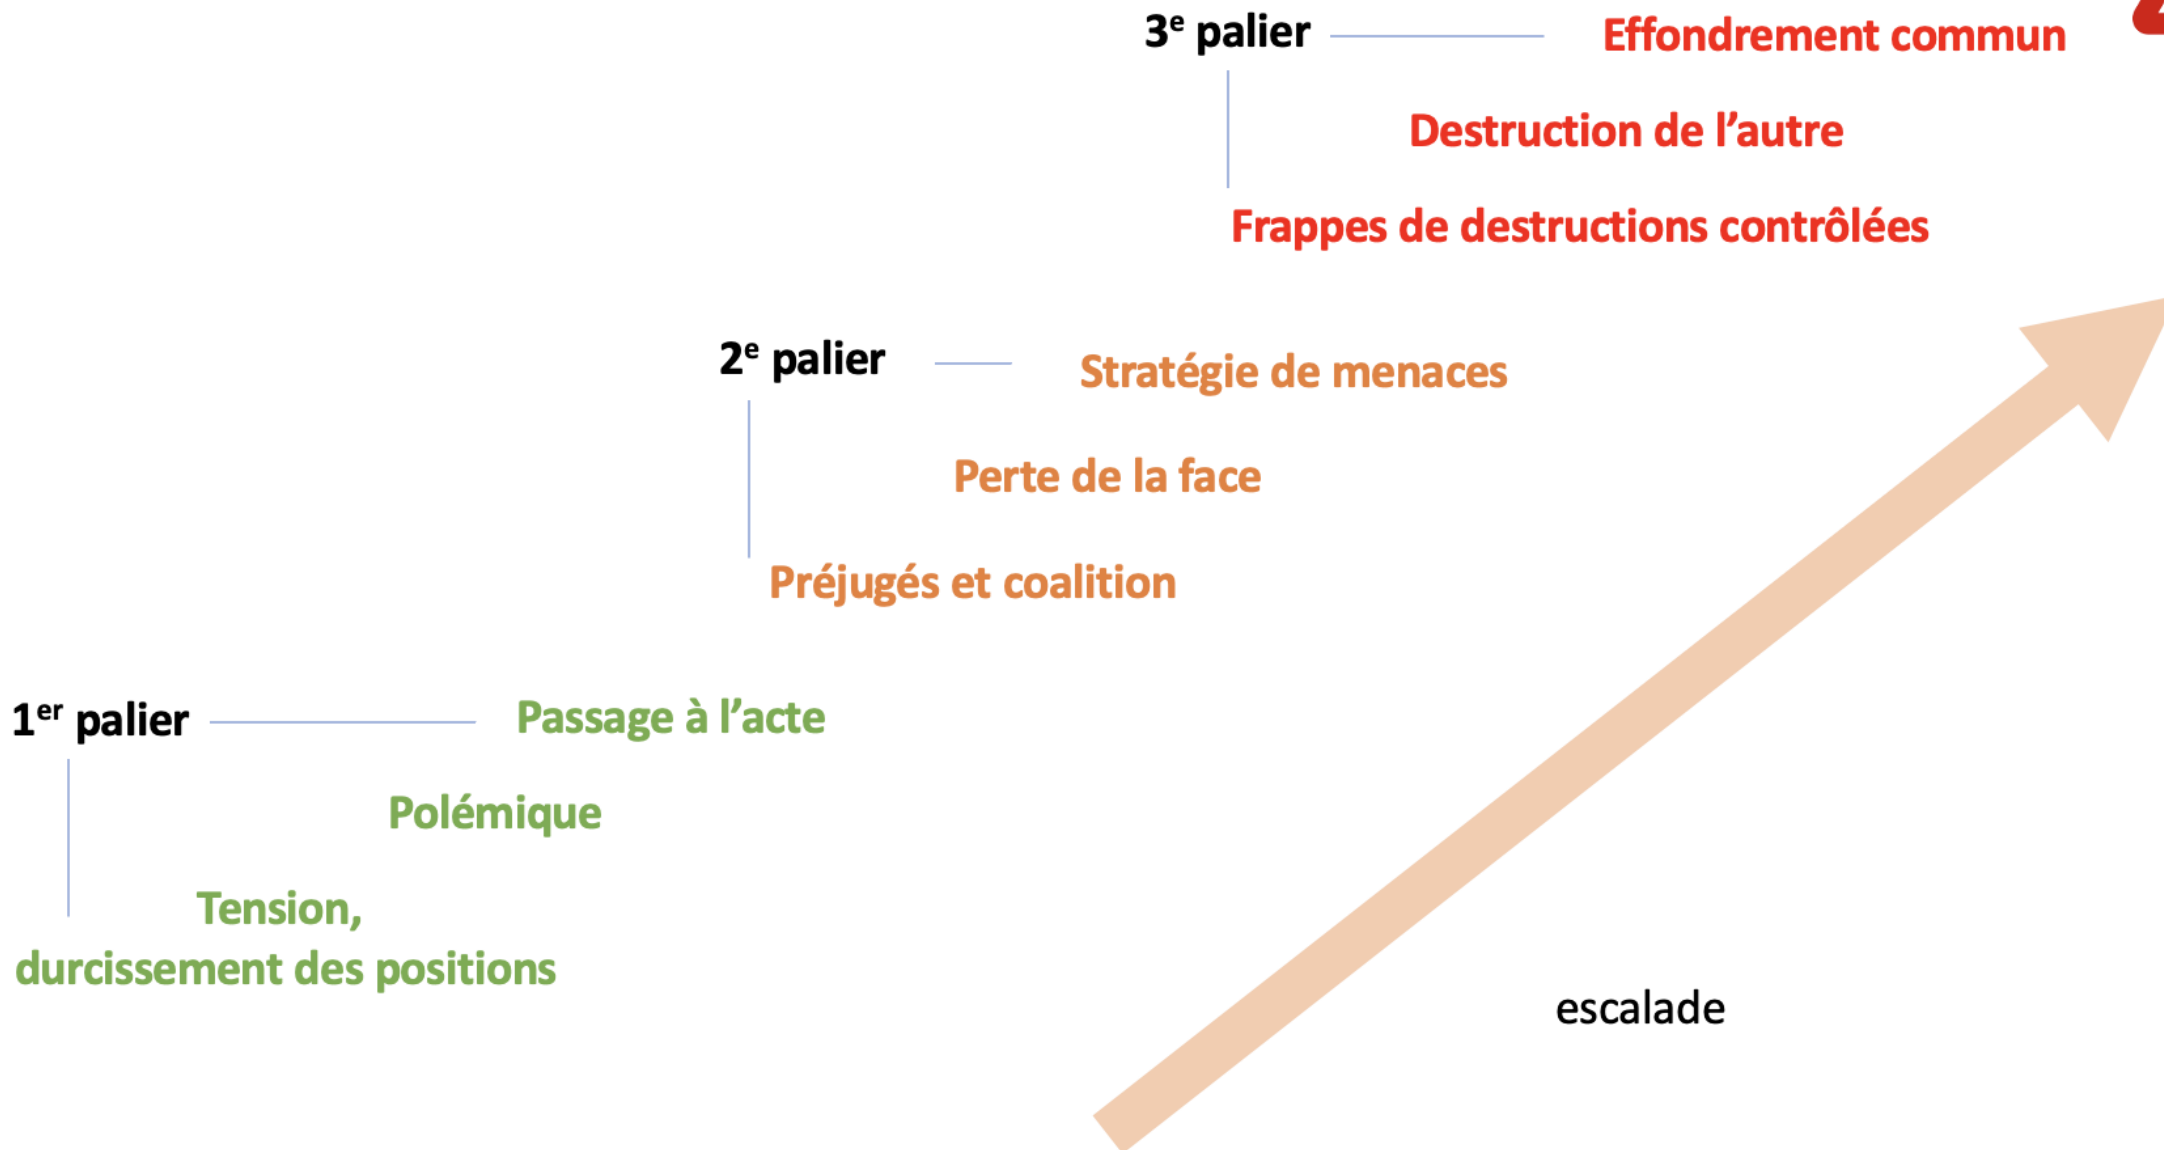 3e palier
Effondrement commun
Destruction de l’autre
Frappes de destructions contrôlées
2e palier
Stratégie de menaces
Perte de la face
Préjugés et coalition
1er palier
Passage à l’acte
Polémique
Tension,
durcissement des positions
escalade